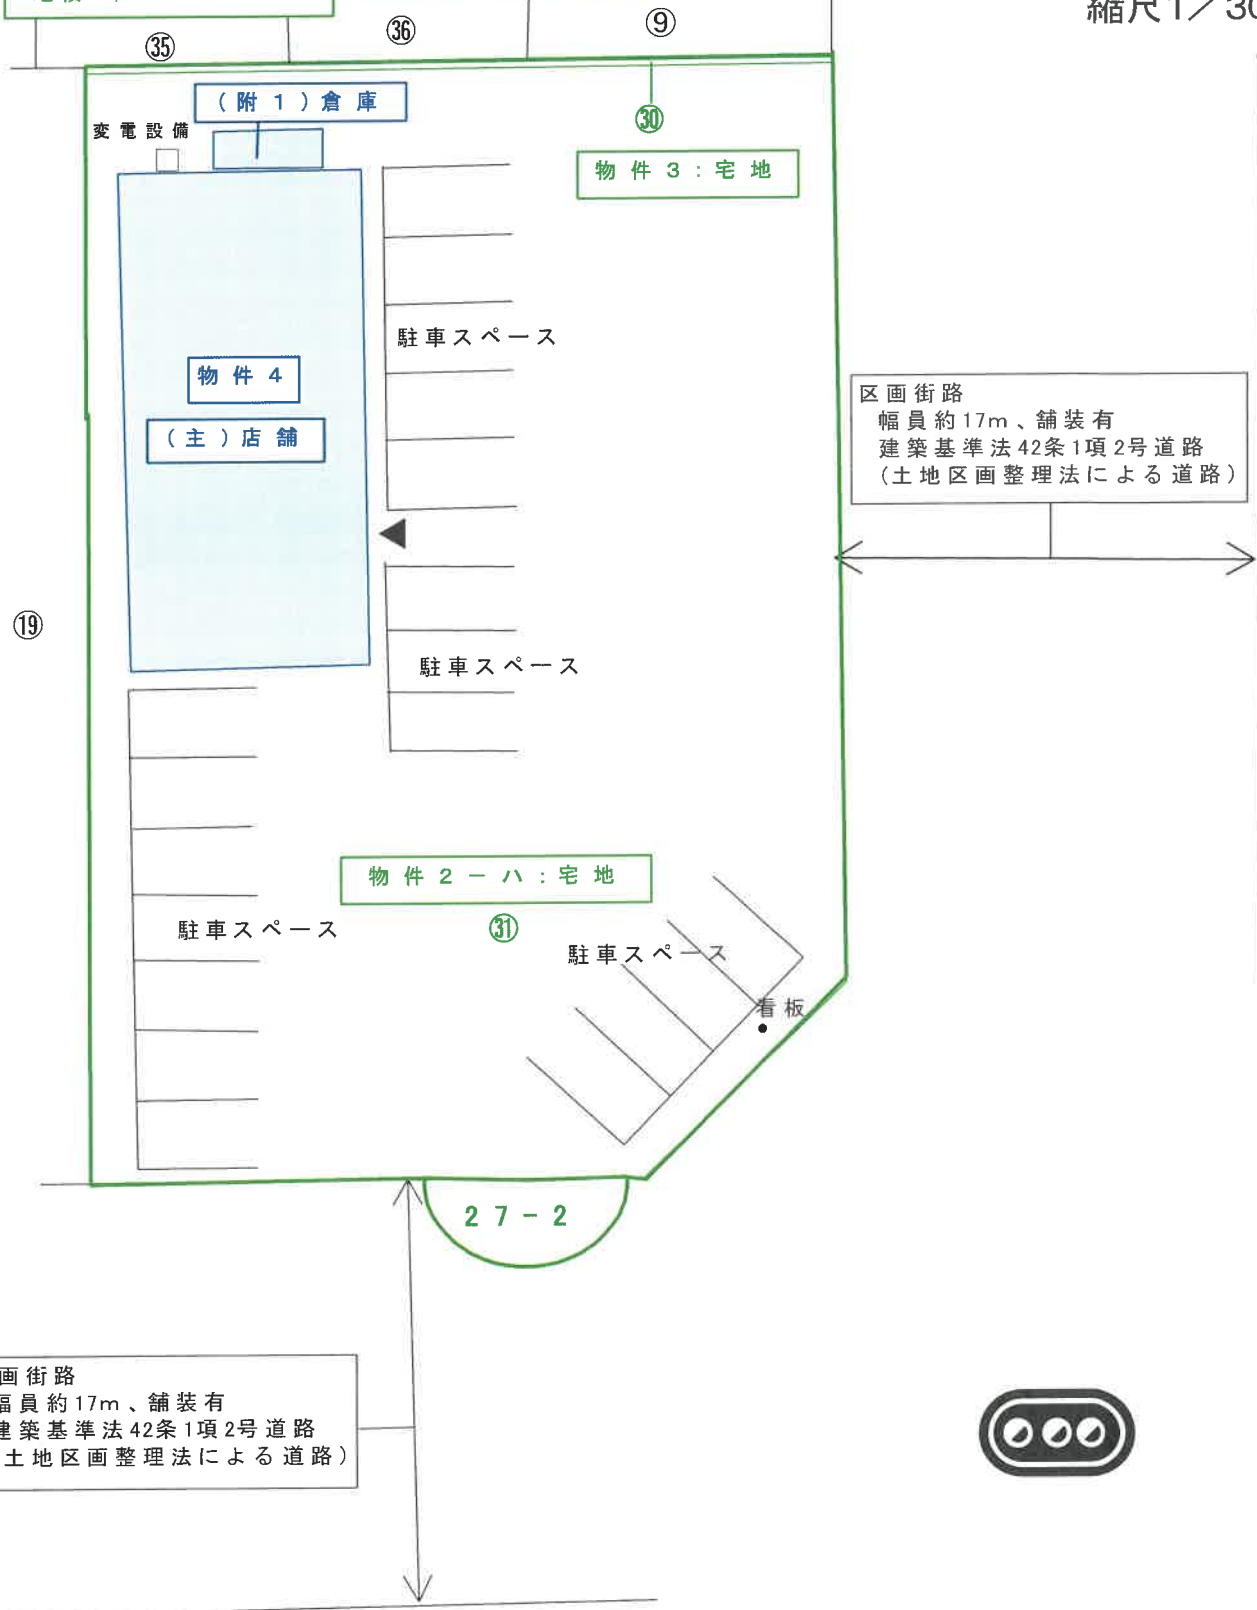 縮尺1／30
㉟
㊱
⑨
（附１）倉庫
変電設備
㉚
物件３：宅地
駐車スペース
物件４
（主）店舗
区画街路
幅員約17m、舗装有
建築基準法42条1項2号道路
（土地区画整理法による道路）
⑲
駐車スペース
物件２－ハ：宅地
㉛
駐車スペース
駐車スペース
看板
２７－２
画街路
幅員約17m、舗装有
建築基準法42条1項2号道路
土地区画整理法による道路）